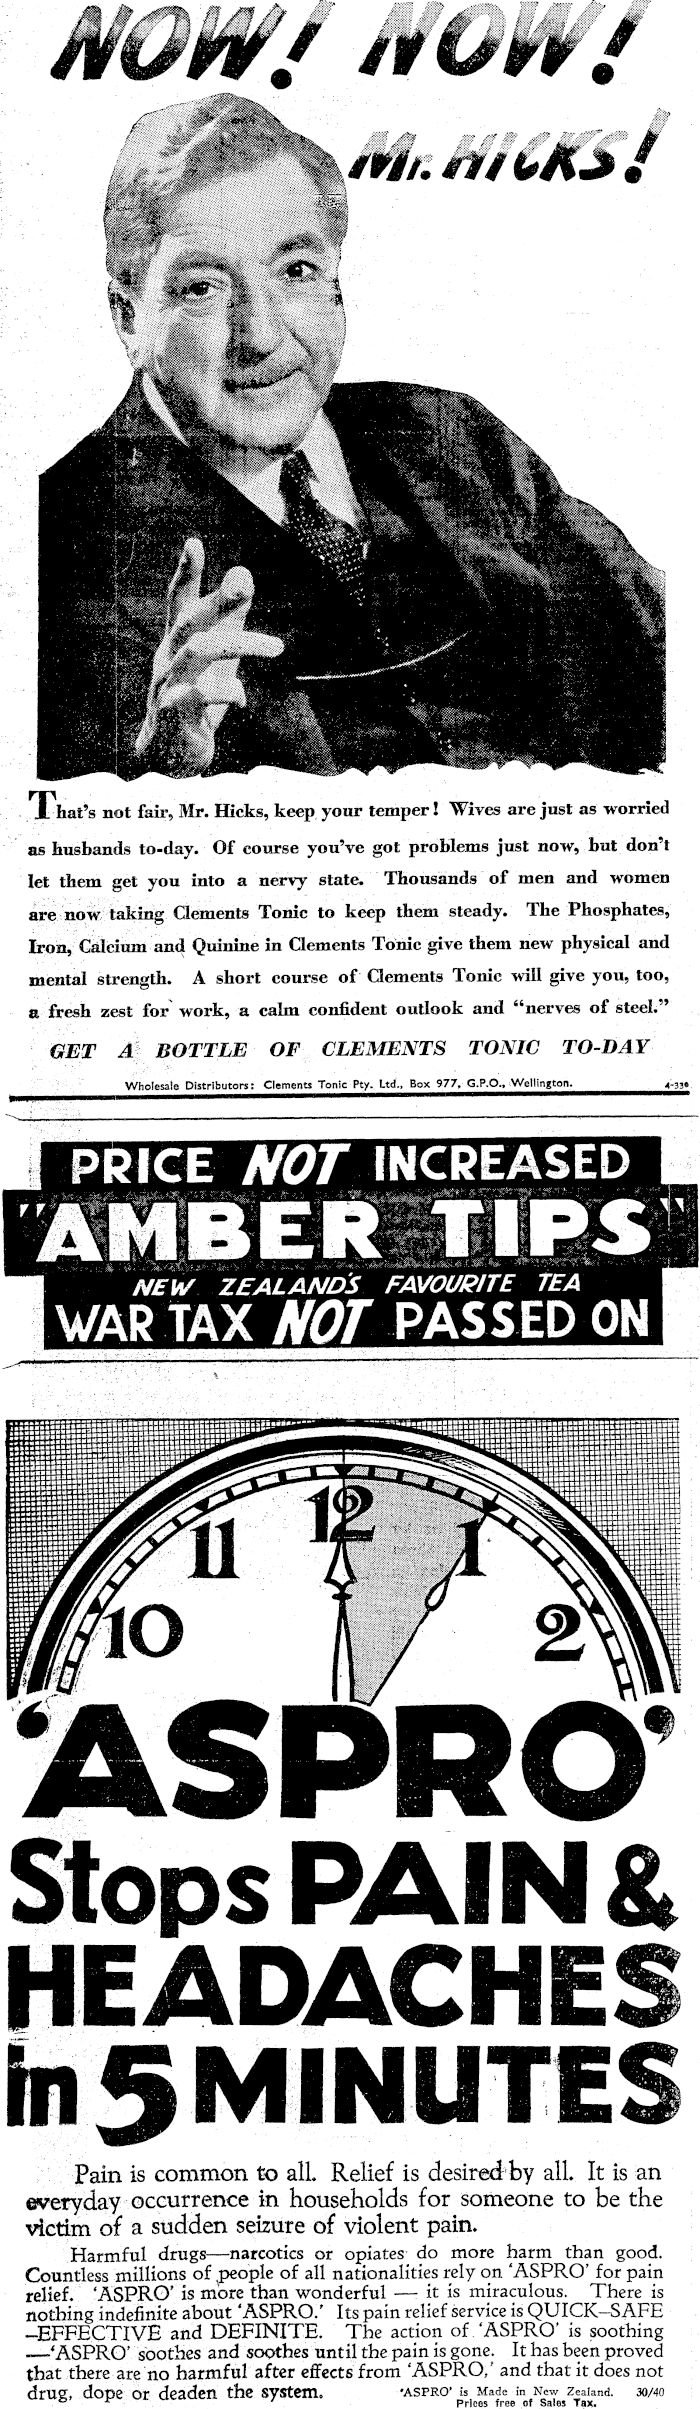 NOW! NOW!
Mr. HICKS!
That's not fair, Mr. Hicks, keep your temper! Wives are just as worried
as husbands to-day. Of course you've got problems just now, but don't
let them get you into a nervy state. Thousands of men and women
are now taking Clements Tonic to keep them steady. The Phosphates,
Iron, Calcium and Quinine in Clements Tonic give them new physical and
mental strength. A short course of Clements Tonic will give you, too,
a fresh zest for work, a calm confident outlook and "nerves of steel."
GET A BOTTLE OF CLEMENTS TONIC TO-DAY
Wholesale Distributors: Clements Tonic Pty. Ltd., Box 977, G.P.O., Wellington. 4-330
PRICE NOT INCREASED
"AMBER TIPS"
NEW ZEALAND'S FAVOURITE TEA
WAR TAX NOT PASSED ON
12
11 1
10 2
'ASPRO'
Stops PAIN &
HEADACHES
in 5 MINUTES
Pain is common to all. Relief is desired by all. It is an
everyday occurrence in households for someone to be the
victim of a sudden seizure of violent pain.
Harmful drugs—narcotics or opiates do more harm than good.
Countless millions of people of all nationalities rely on 'ASPRO' for pain
relief. 'ASPRO' is more than wonderful — it is miraculous. There is
nothing indefinite about 'ASPRO.' Its pain relief service is QUICK—SAFE
—EFFECTIVE and DEFINITE. The action of 'ASPRO' is soothing
—'ASPRO' soothes and soothes until the pain is gone. It has been proved
that there are no harmful after effects from 'ASPRO,' and that it does not
drug, dope or deaden the system. 'ASPRO' is Made in New Zealand. 30/40
Prices free of Sales Tax.